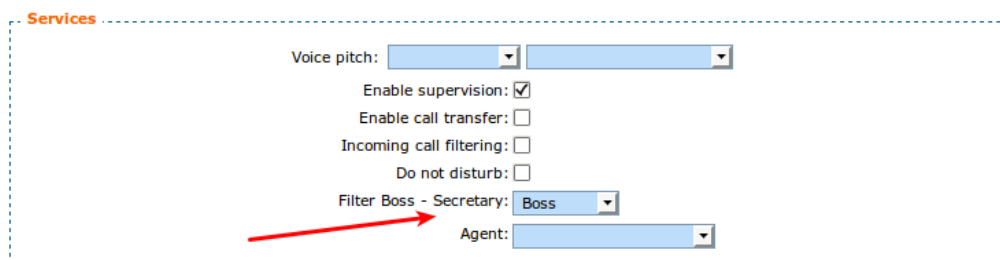 Services
Voice pitch:
Enable supervision:
Enable call transfer:
Incoming call filtering:
Do not disturb:
Filter Boss - Secretary: Boss
Agent: